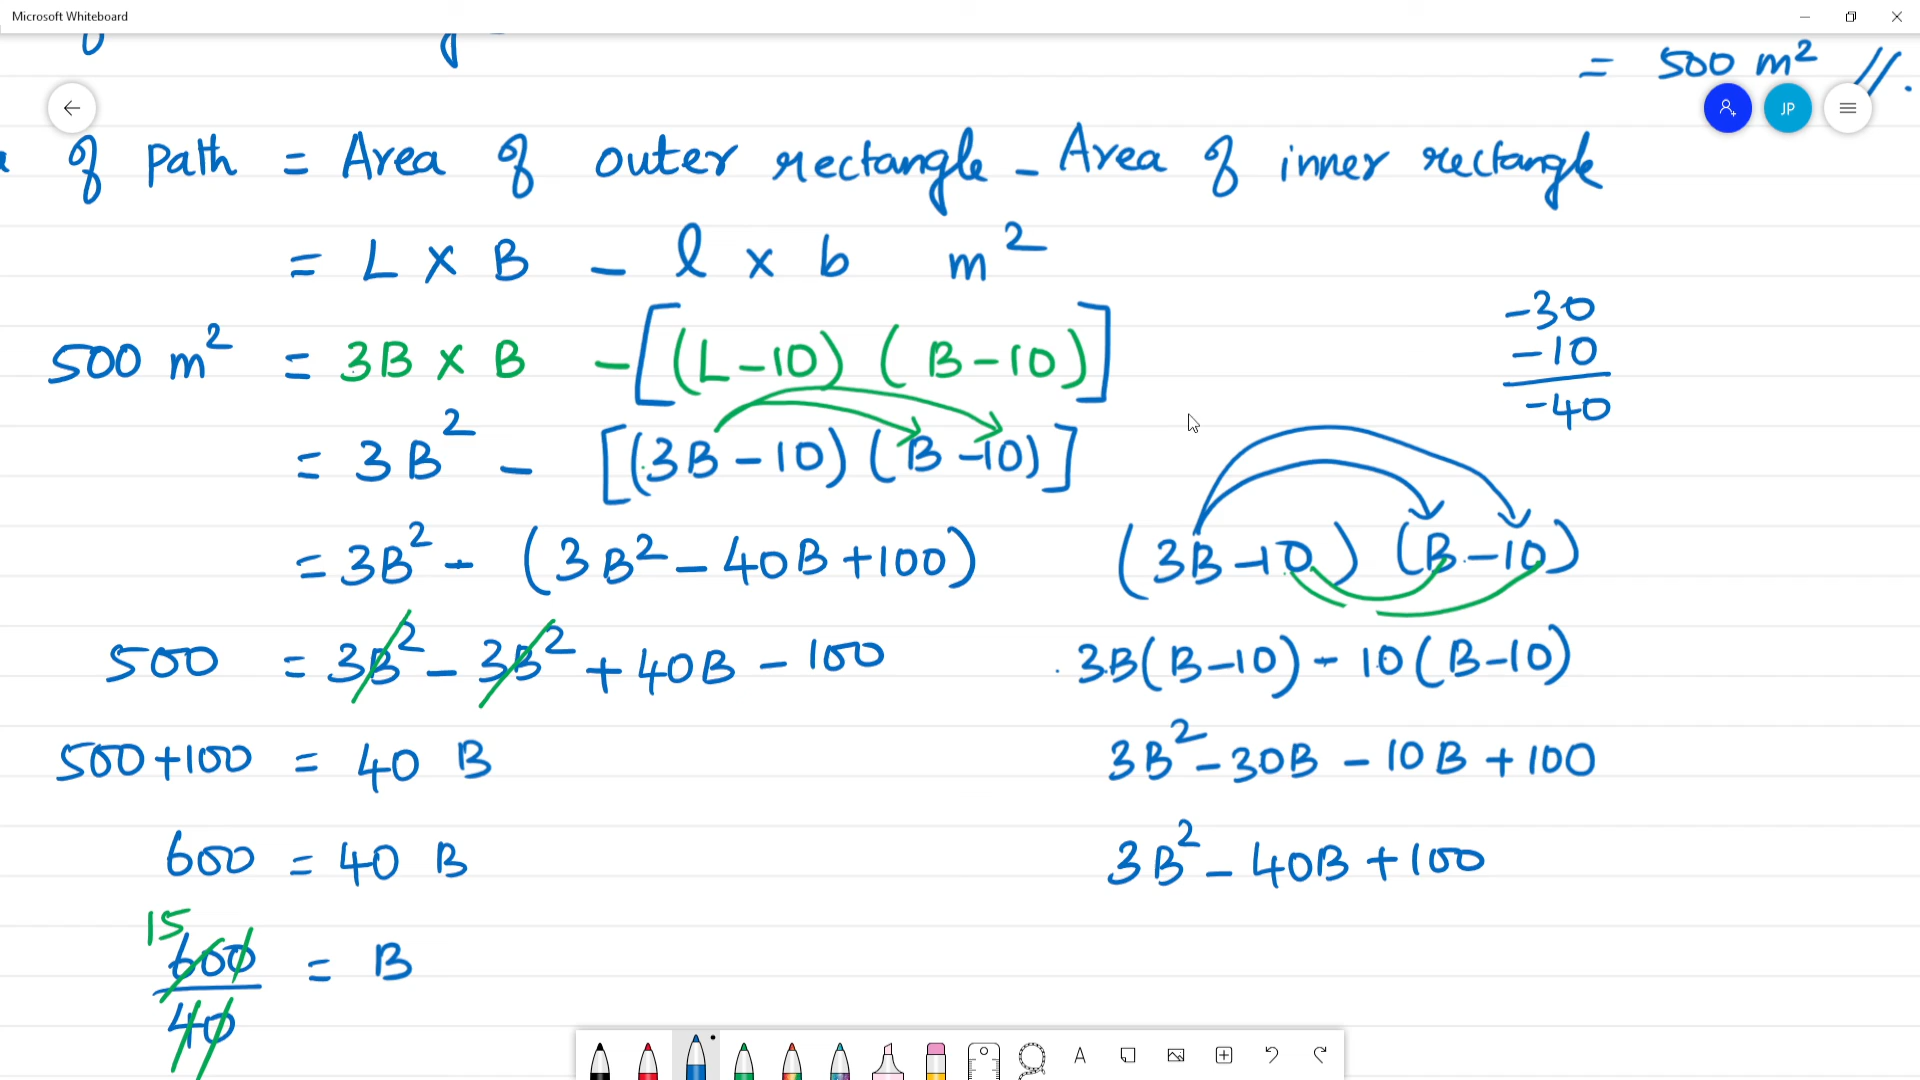 Microsoft Whiteboard
= 500 m² //.
JP
of path = Area of outer rectangle - Area of inner rectangle
= L × B - l × b m²
500 m² = 3B × B - [(L-10) (B-10)]
-30
-10
-40
= 3B² - [(3B-10) (B-10)]
= 3B² - (3B² - 40B + 100)
(3B-10) (B-10)
500 = 3B² - 3B² + 40B - 100
3B(B-10) - 10(B-10)
500+100 = 40 B
3B² - 30B - 10B + 100
600 = 40 B
3B² - 40B + 100
15
600
40
= B
A